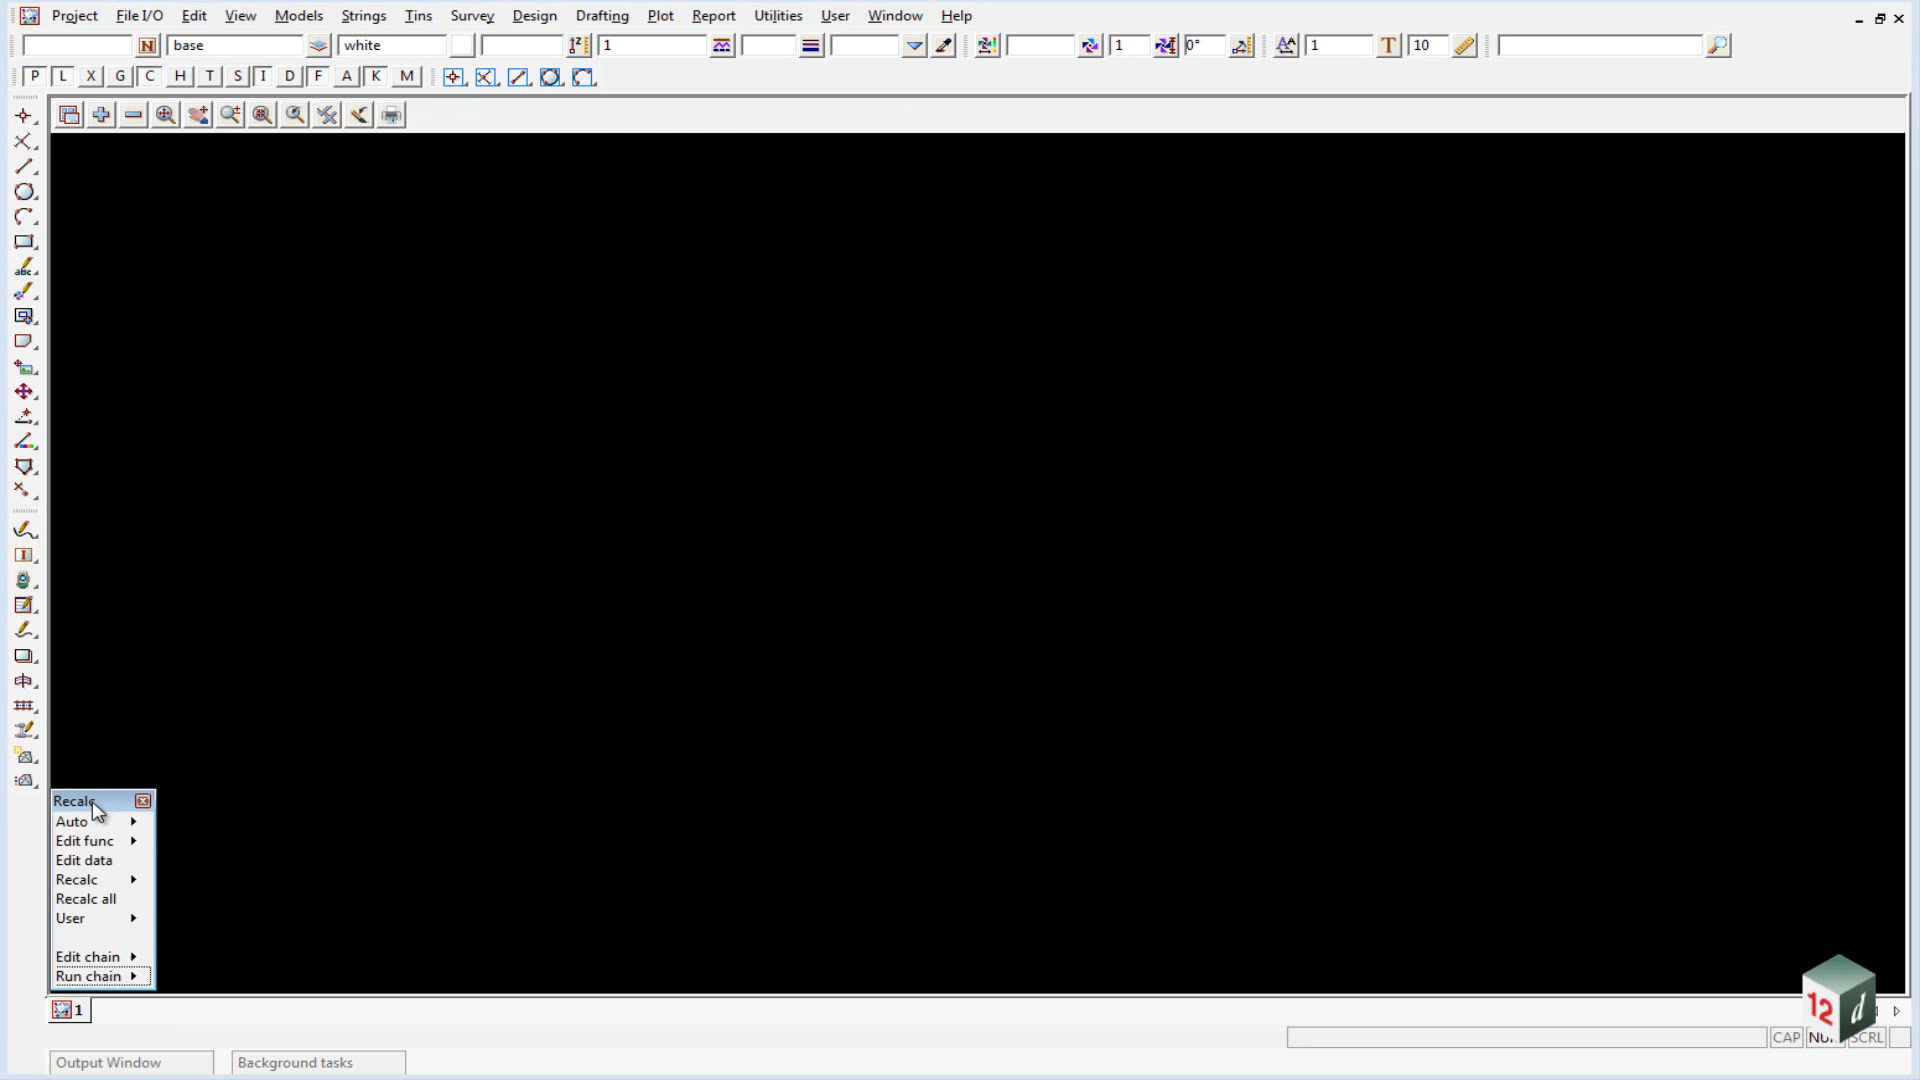 Project File I/O Edit View Models Strings Tins Survey Design Drafting Plot Report Utilities User Window Help
N base white 1 1 0° 1 T 10
P L X G C H T S I D F A K M
abc
Recalc
Auto
Edit func
Edit data
Recalc
Recalc all
User
Edit chain
Run chain
12 d
1
CAP SCRL
Output Window Background tasks